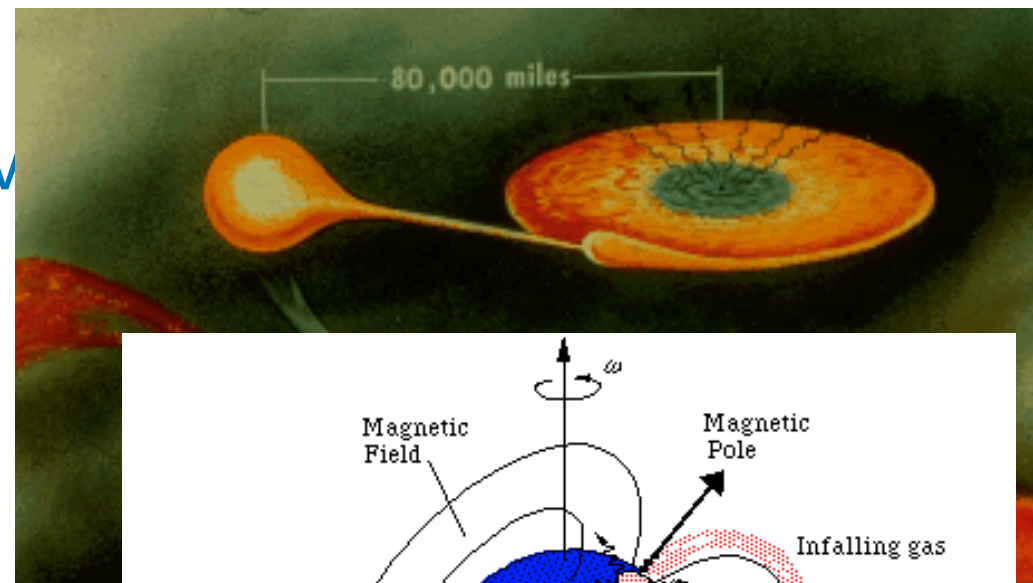 80,000 miles
ω
Magnetic
Field
Magnetic
Pole
Infalling gas